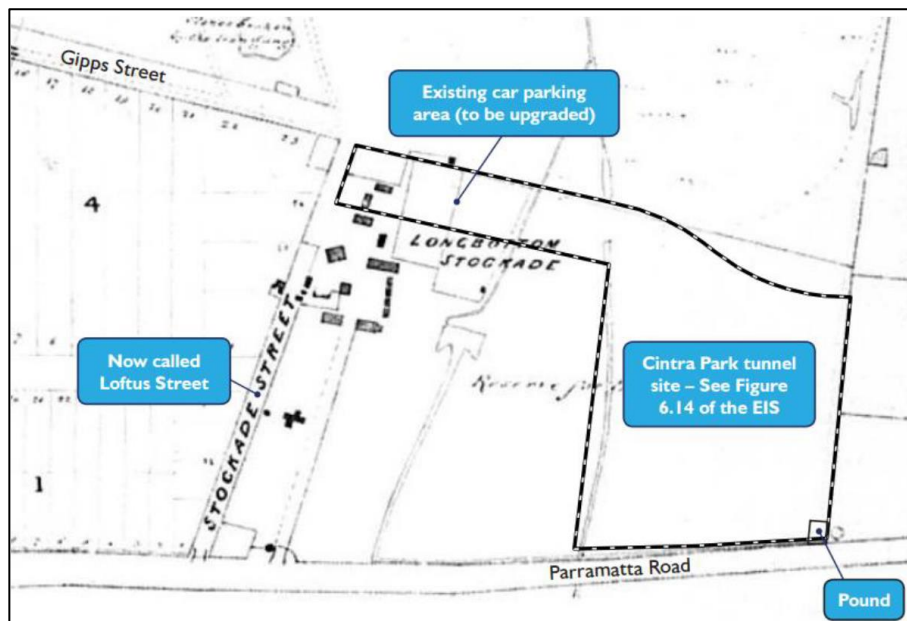 Gipps Street
Existing car parking
area (to be upgraded)
4
LONGBOTTOM
STOCKADE
Now called
Loftus Street
STOCKADE STREET
Cintra Park tunnel
site – See Figure
6.14 of the EIS
Reserve
1
Parramatta Road
Pound